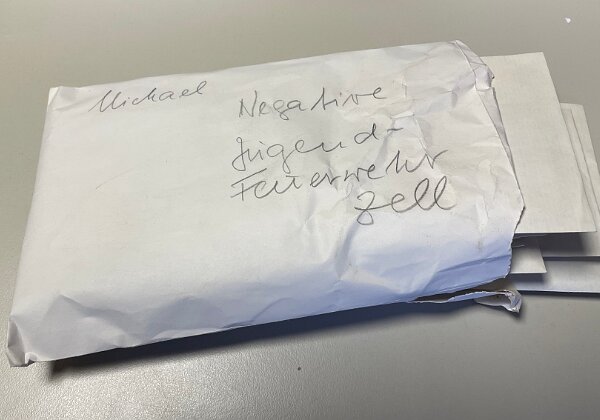 Michael
Negative
Jugend-
Feuerwehr
Zell